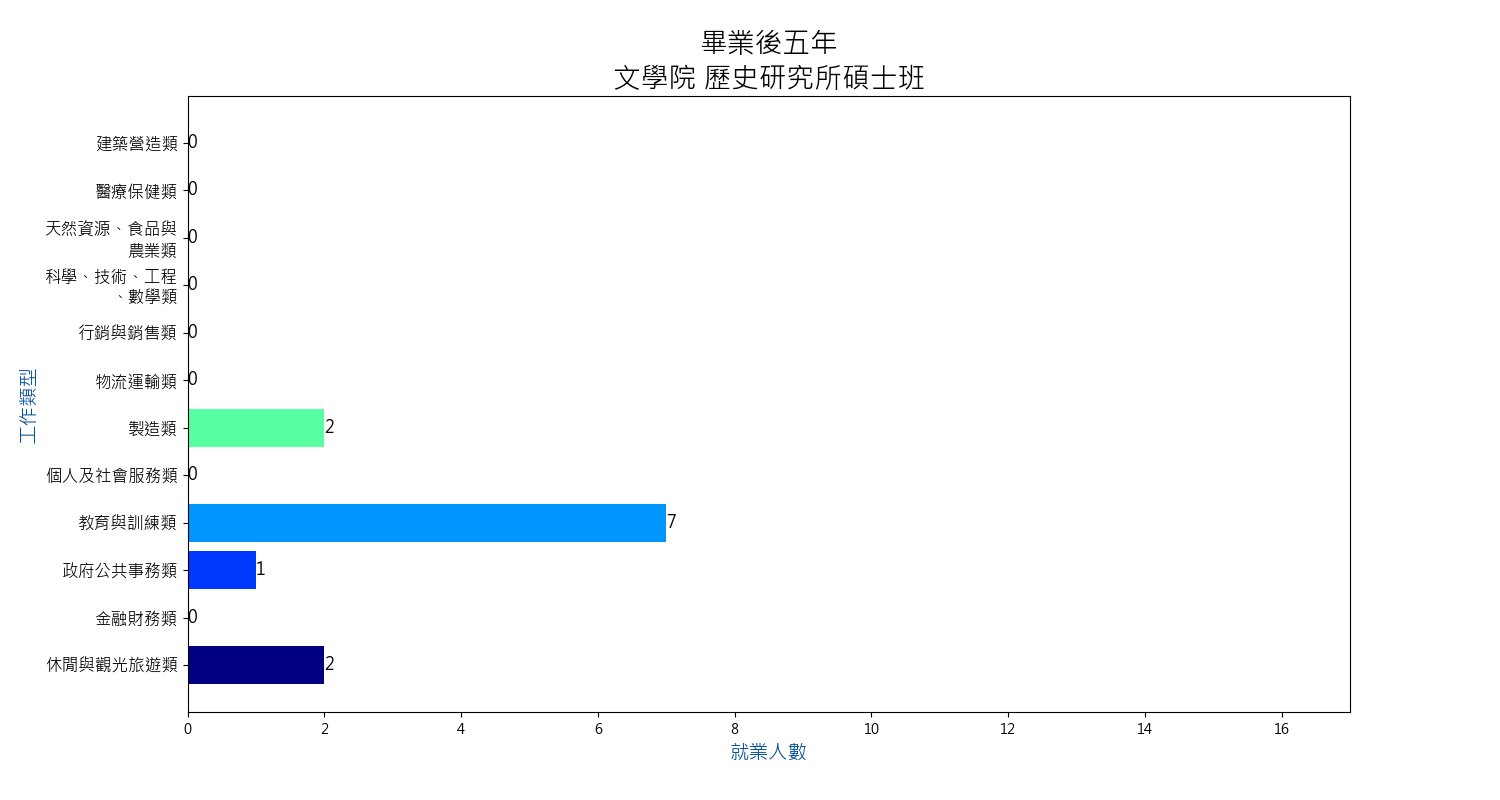 畢業後五年
文學院 歷史研究所碩士班
工作類型
建築營造類 0
醫療保健類 0
天然資源、食品與
農業類 0
科學、技術、工程
、數學類 0
行銷與銷售類 0
物流運輸類 0
製造類 2
個人及社會服務類 0
教育與訓練類 7
政府公共事務類 1
金融財務類 0
休閒與觀光旅遊類 2
0 2 4 6 8 10 12 14 16
就業人數